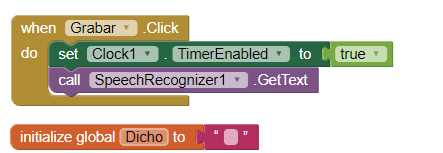 when Grabar .Click
do set Clock1 . TimerEnabled to true
call SpeechRecognizer1 .GetText
initialize global Dicho to “ ”